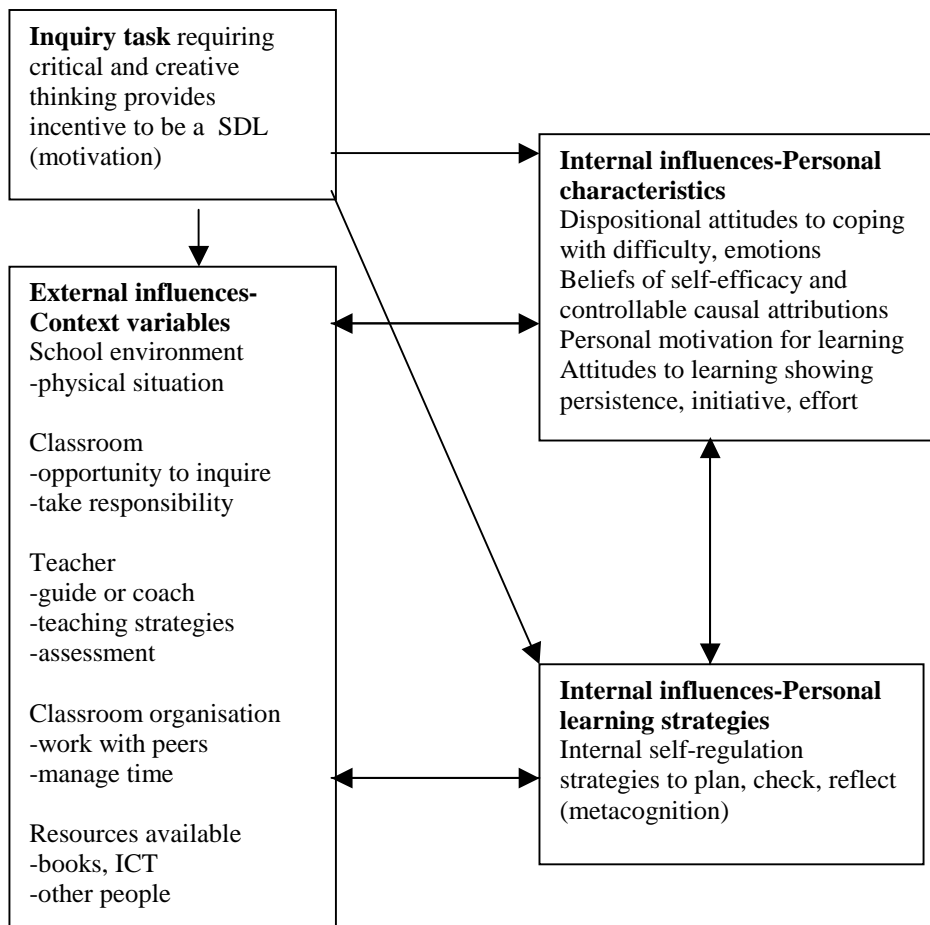 Inquiry task requiring
critical and creative
thinking provides
incentive to be a  SDL
(motivation)
Internal influences-Personal
characteristics
Dispositional attitudes to coping
with difficulty, emotions
Beliefs of self-efficacy and
controllable causal attributions
Personal motivation for learning
Attitudes to learning showing
persistence, initiative, effort
External influences-
Context variables
School environment
-physical situation
Classroom
-opportunity to inquire
-take responsibility
Teacher
-guide or coach
-teaching strategies
-assessment
Classroom organisation
-work with peers
-manage time
Resources available
-books, ICT
-other people
Internal influences-Personal
learning strategies
Internal self-regulation
strategies to plan, check, reflect
(metacognition)